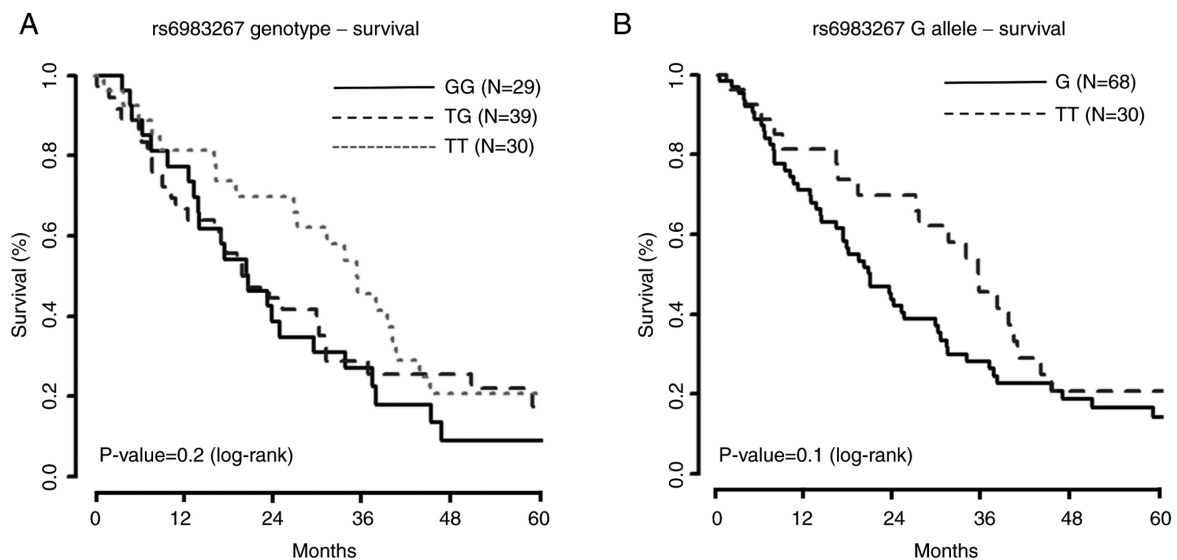 A
rs6983267 genotype – survival
GG (N=29)
TG (N=39)
TT (N=30)
Survival (%)
1.0
0.8
0.6
0.4
0.2
0.0
P-value=0.2 (log-rank)
0 12 24 36 48 60
Months
B
rs6983267 G allele – survival
G (N=68)
TT (N=30)
Survival (%)
1.0
0.8
0.6
0.4
0.2
0.0
P-value=0.1 (log-rank)
0 12 24 36 48 60
Months